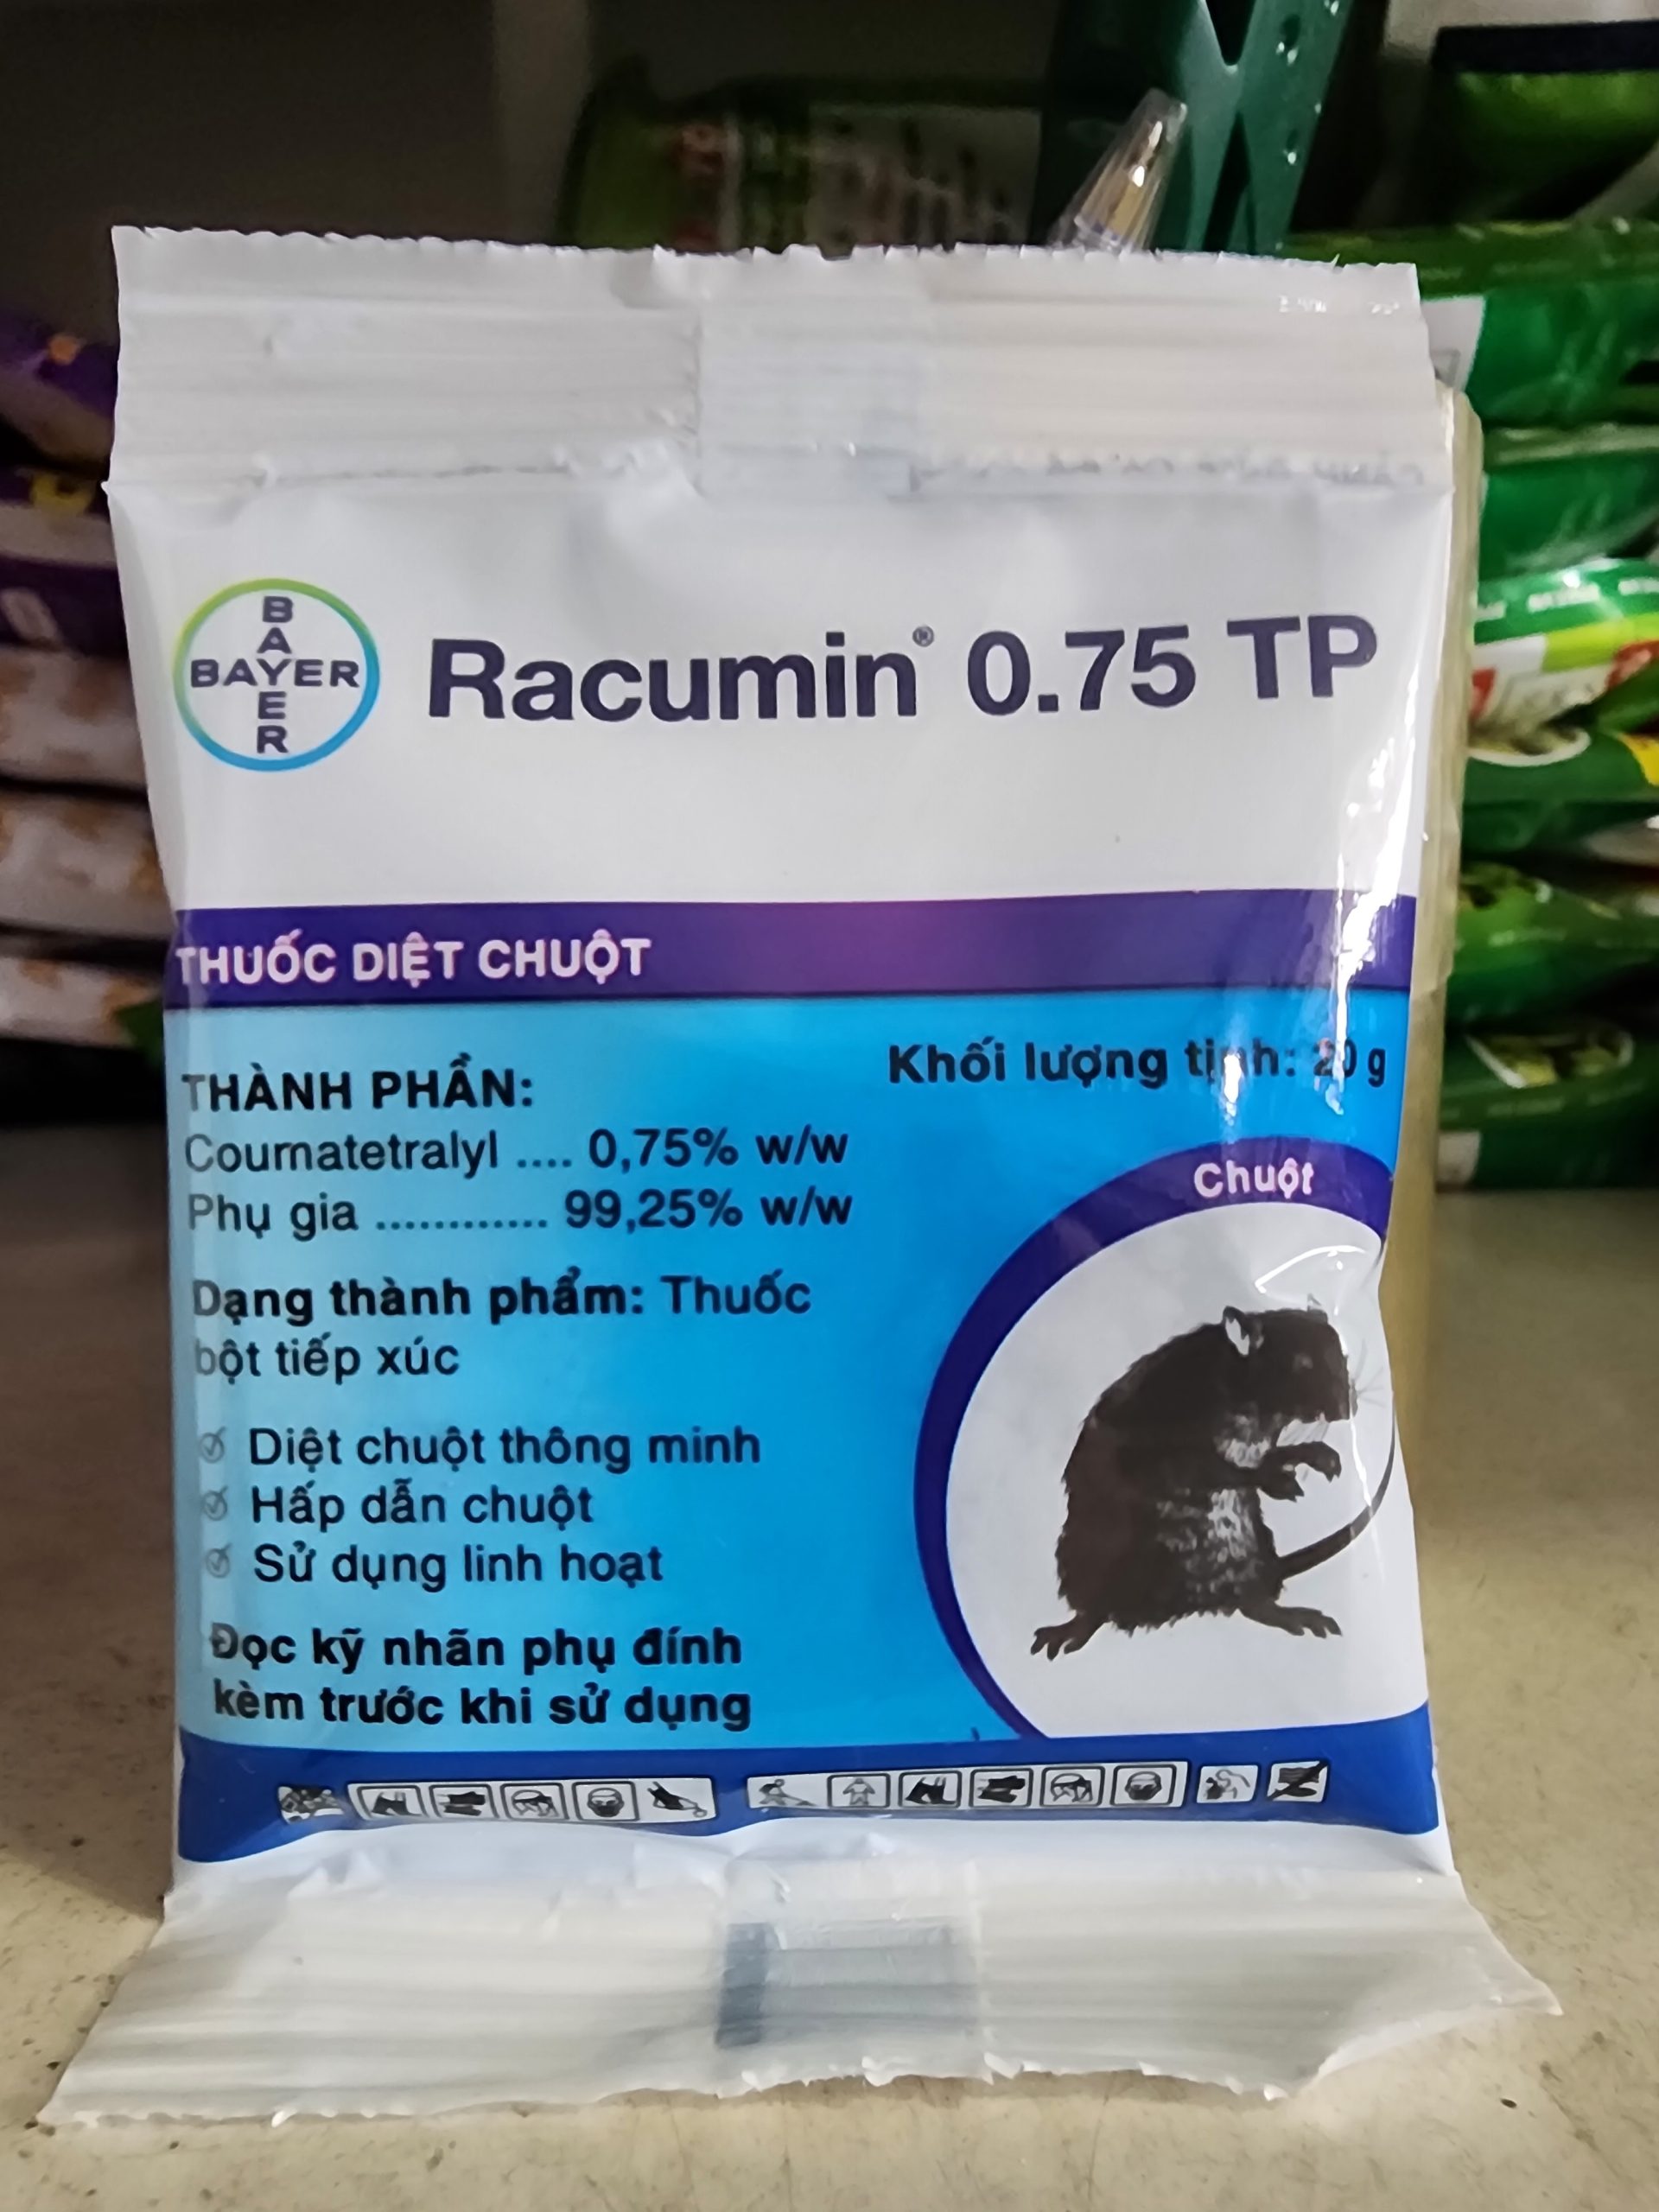 BAYER
BAYER
Racumin® 0.75 TP
THUỐC DIỆT CHUỘT
Khối lượng tịnh: 20 g
THÀNH PHẦN:
Coumatetralyl .... 0,75% w/w
Phụ gia ............ 99,25% w/w
Dạng thành phẩm: Thuốc
bột tiếp xúc
Diệt chuột thông minh
Hấp dẫn chuột
Sử dụng linh hoạt
Đọc kỹ nhãn phụ đính
kèm trước khi sử dụng
Chuột